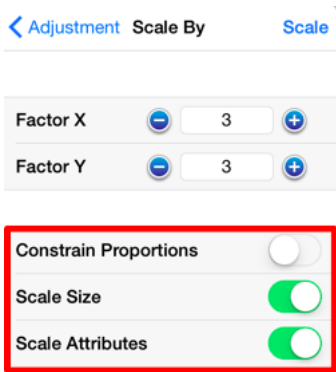 Adjustment Scale By Scale
Factor X 3
Factor Y 3
Constrain Proportions
Scale Size
Scale Attributes